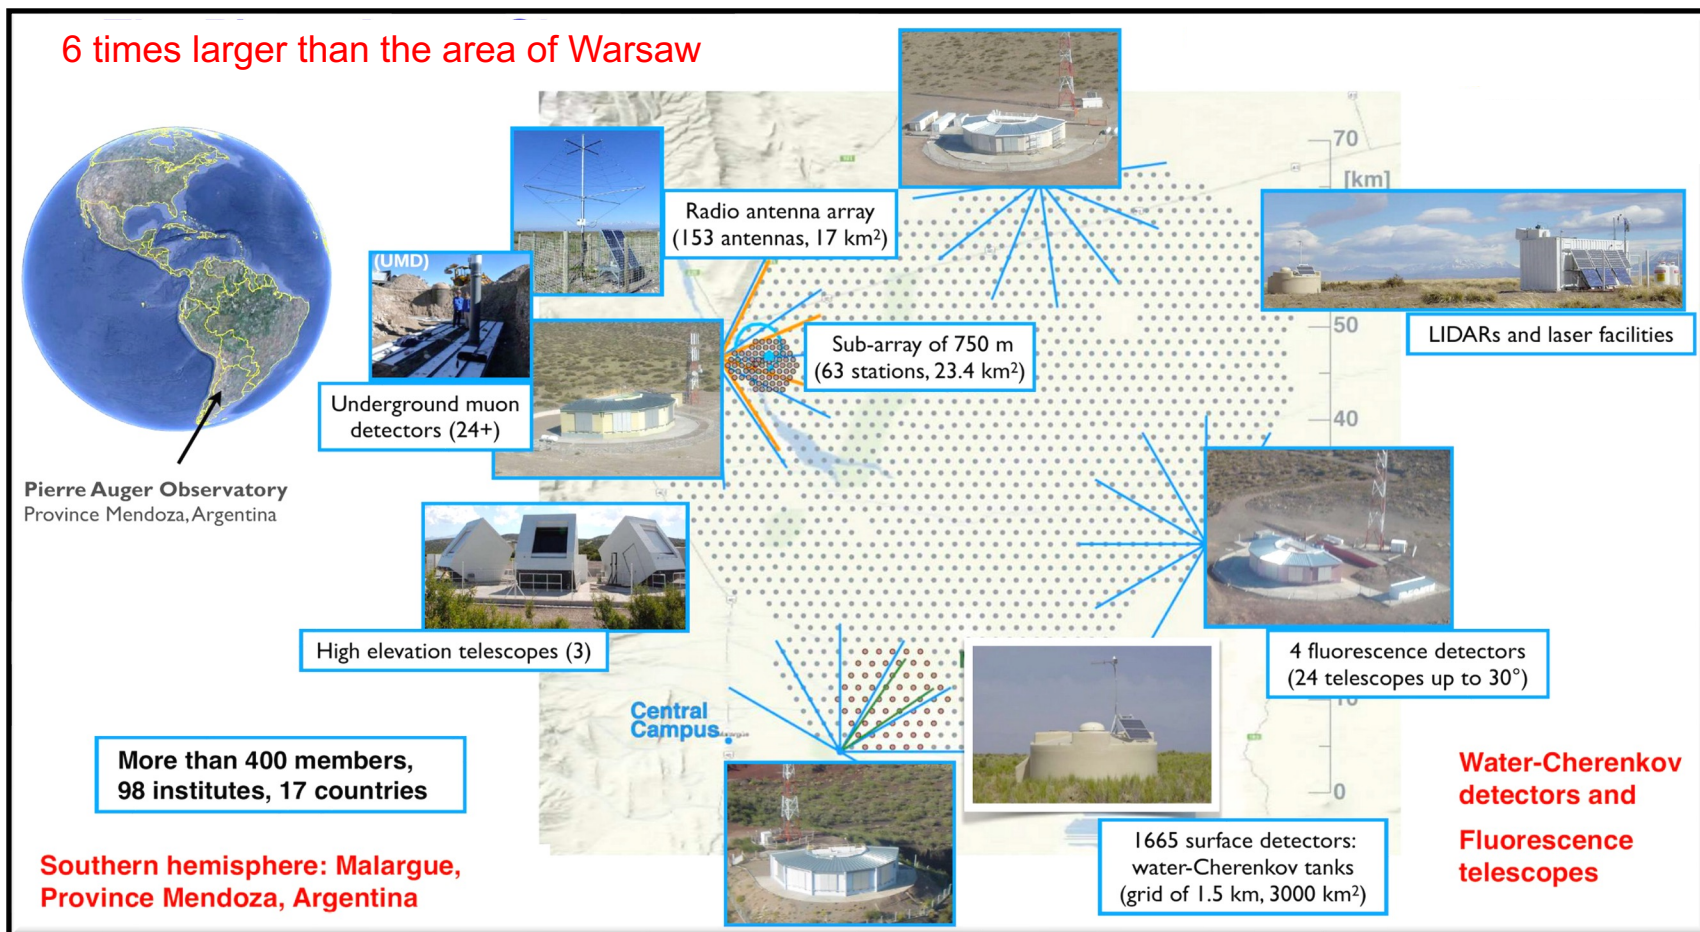 6 times larger than the area of Warsaw
70
[km]
Radio antenna array
(153 antennas, 17 km²)
(UMD)
LIDARs and laser facilities
50
Sub-array of 750 m
(63 stations, 23.4 km²)
Underground muon
detectors (24+)
40
Pierre Auger Observatory
Province Mendoza, Argentina
High elevation telescopes (3)
4 fluorescence detectors
(24 telescopes up to 30°)
10
Central
Campus
More than 400 members,
98 institutes, 17 countries
Water-Cherenkov
detectors and
Fluorescence
telescopes
0
1665 surface detectors:
water-Cherenkov tanks
(grid of 1.5 km, 3000 km²)
Southern hemisphere: Malargue,
Province Mendoza, Argentina